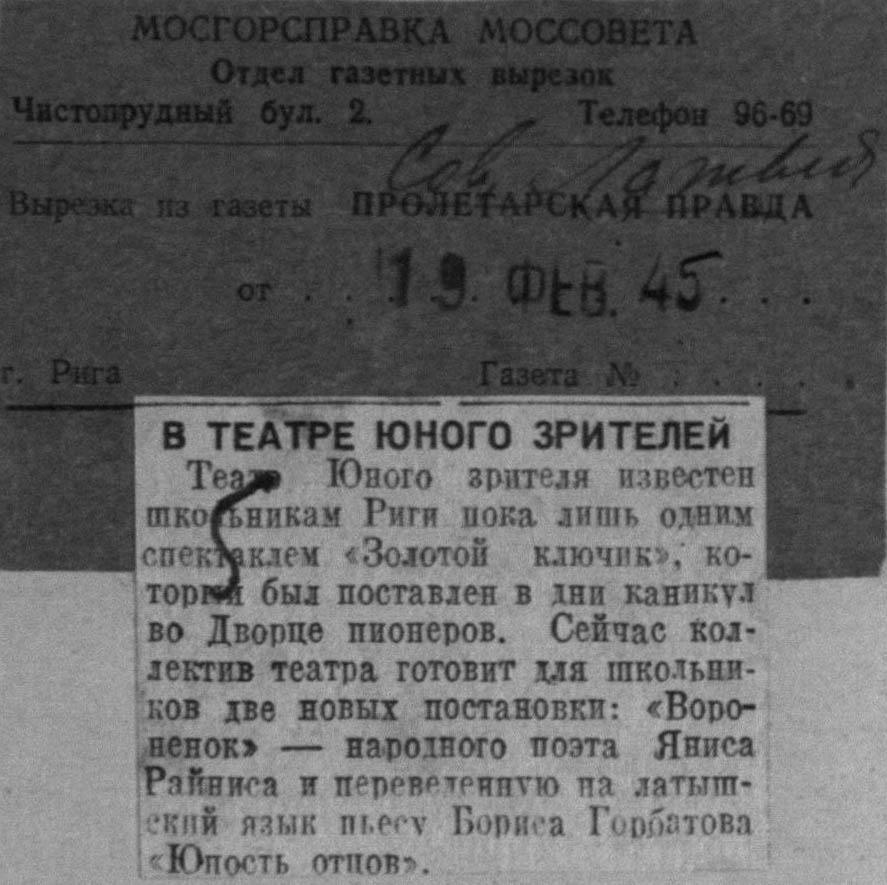 МОСГОРСПРАВКА МОССОВЕТА
Отдел газетных вырезок
Чистопрудный бул. 2. Телефон 96-69
Сов Латвия
Вырезка из газеты ПРОЛЕТАРСКАЯ ПРАВДА
от . . . 19. ФЕВ. 45 . . .
г. Рига Газета № . . . . .
В ТЕАТРЕ ЮНОГО ЗРИТЕЛЕЙ
Театр Юного зрителя известен
школьникам Риги пока лишь одним
спектаклем «Золотой ключик», ко-
торый был поставлен в дни каникул
во Дворце пионеров. Сейчас кол-
лектив театра готовит для школьни-
ков две новых постановки: «Воро-
ненок» — народного поэта Яниса
Райниса и переведенную на латыш-
ский язык пьесу Бориса Горбатова
«Юность отцов».